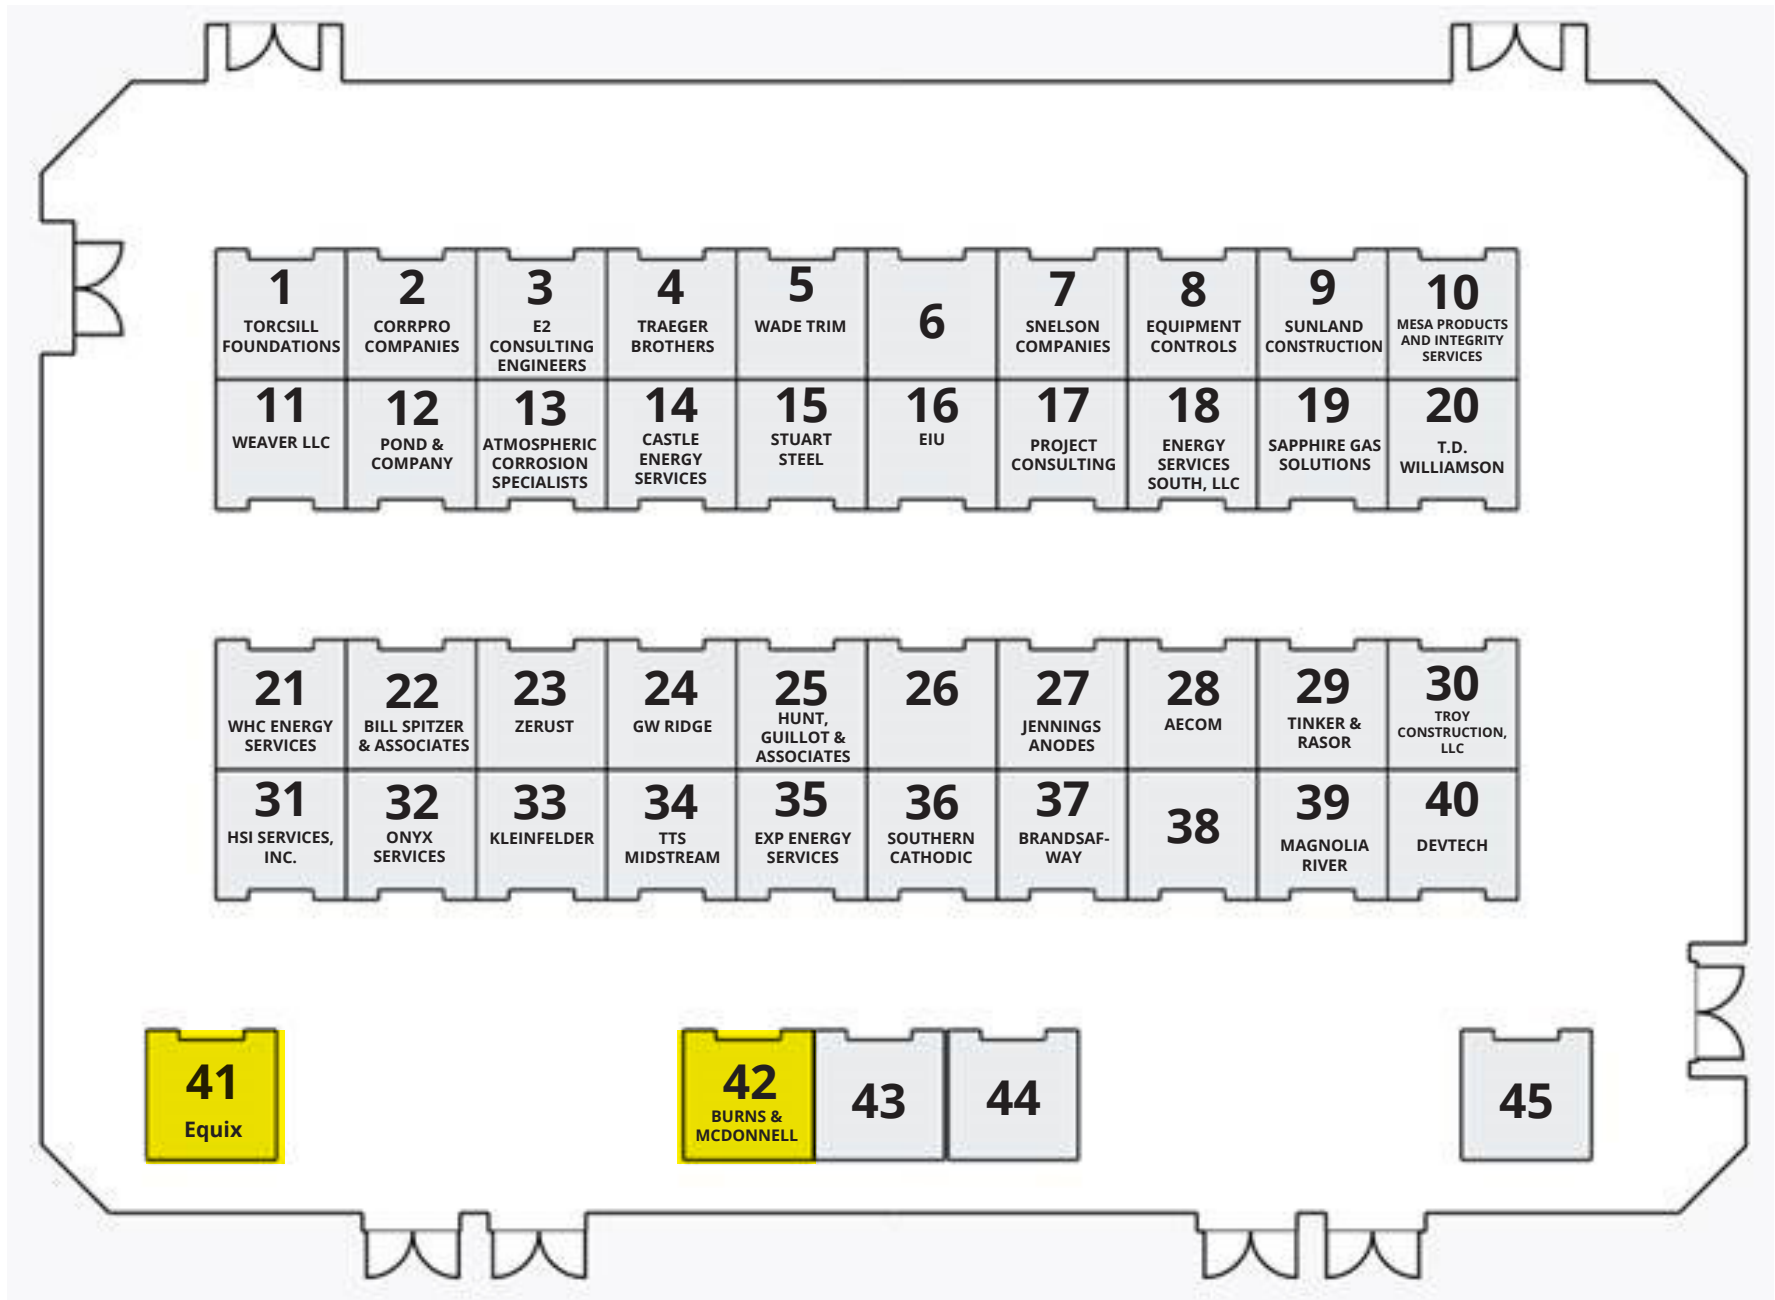 1
TORCSILL
FOUNDATIONS
2
CORRPRO
COMPANIES
3
E2
CONSULTING
ENGINEERS
4
TRAEGER
BROTHERS
5
WADE TRIM
6
7
SNELSON
COMPANIES
8
EQUIPMENT
CONTROLS
9
SUNLAND
CONSTRUCTION
10
MESA PRODUCTS
AND INTEGRITY
SERVICES
11
WEAVER LLC
12
POND &
COMPANY
13
ATMOSPHERIC
CORROSION
SPECIALISTS
14
CASTLE
ENERGY
SERVICES
15
STUART
STEEL
16
EIU
17
PROJECT
CONSULTING
18
ENERGY
SERVICES
SOUTH, LLC
19
SAPPHIRE GAS
SOLUTIONS
20
T.D.
WILLIAMSON
21
WHC ENERGY
SERVICES
22
BILL SPITZER
& ASSOCIATES
23
ZERUST
24
GW RIDGE
25
HUNT,
GUILLOT &
ASSOCIATES
26
27
JENNINGS
ANODES
28
AECOM
29
TINKER &
RASOR
30
TROY
CONSTRUCTION,
LLC
31
HSI SERVICES,
INC.
32
ONYX
SERVICES
33
KLEINFELDER
34
TTS
MIDSTREAM
35
EXP ENERGY
SERVICES
36
SOUTHERN
CATHODIC
37
BRANDSAF-
WAY
38
39
MAGNOLIA
RIVER
40
DEVTECH
41
Equix
42
BURNS &
MCDONNELL
43
44
45